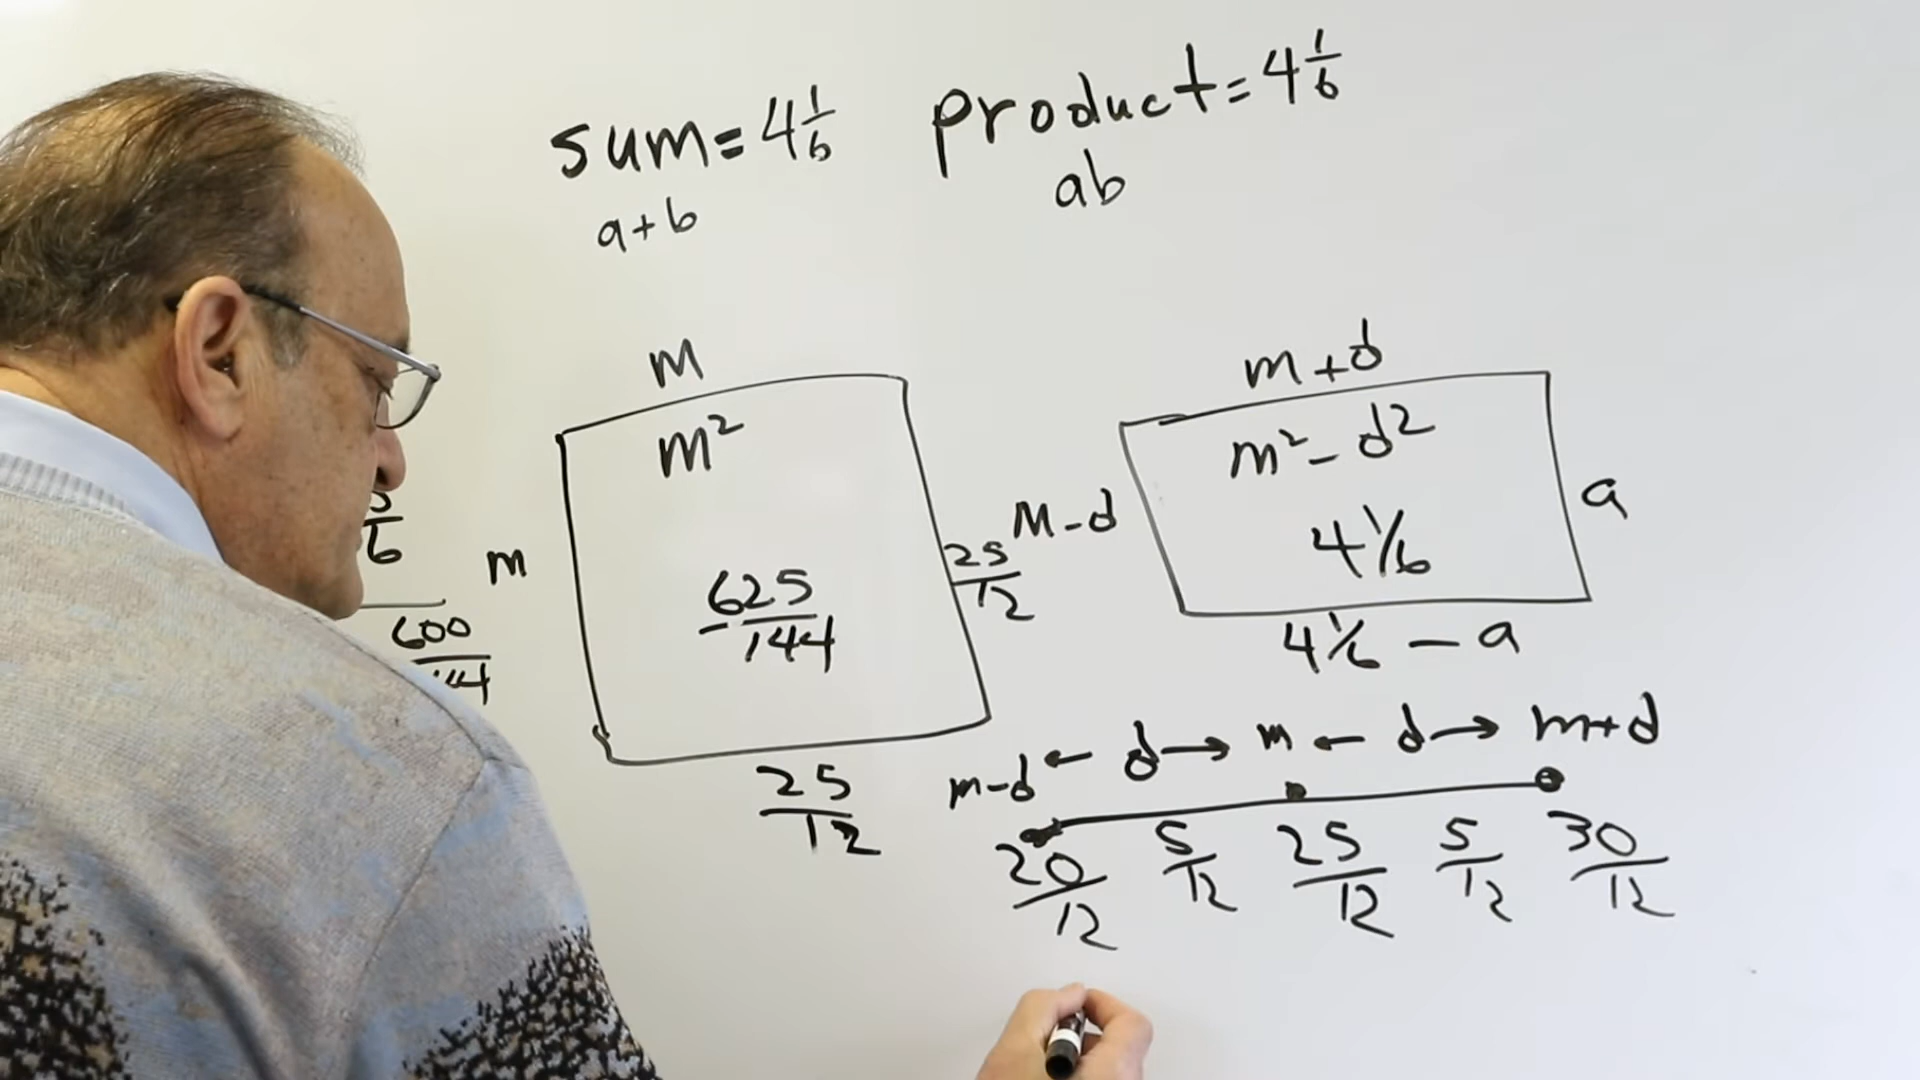 sum = 4 1/6
product = 4 1/6
a+b
ab
m
m²
m
625/144
25/12
25/12
m+d
m² - d²
M-d
4 1/6
a
4 1/6 - a
600
m-d ← d → m ← d → m+d
20/12 5/12 25/12 5/12 30/12